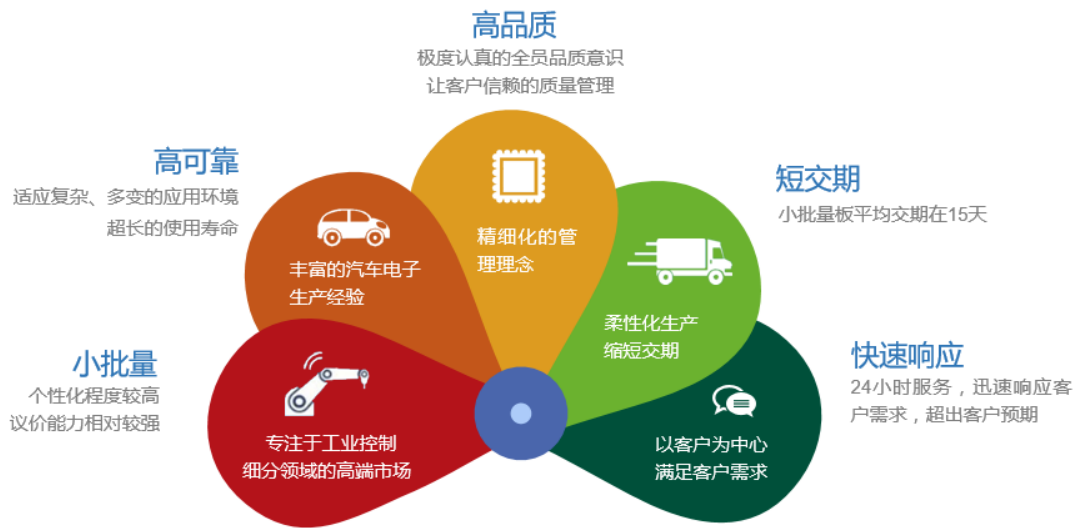 高品质
极度认真的全员品质意识
让客户信赖的质量管理
高可靠
适应复杂、多变的应用环境
超长的使用寿命
短交期
小批量板平均交期在15天
精细化的管
理理念
丰富的汽车电子
生产经验
柔性化生产
缩短交期
小批量
个性化程度较高
议价能力相对较强
快速响应
24小时服务，迅速响应客
户需求，超出客户预期
专注于工业控制
细分领域的高端市场
以客户为中心
满足客户需求